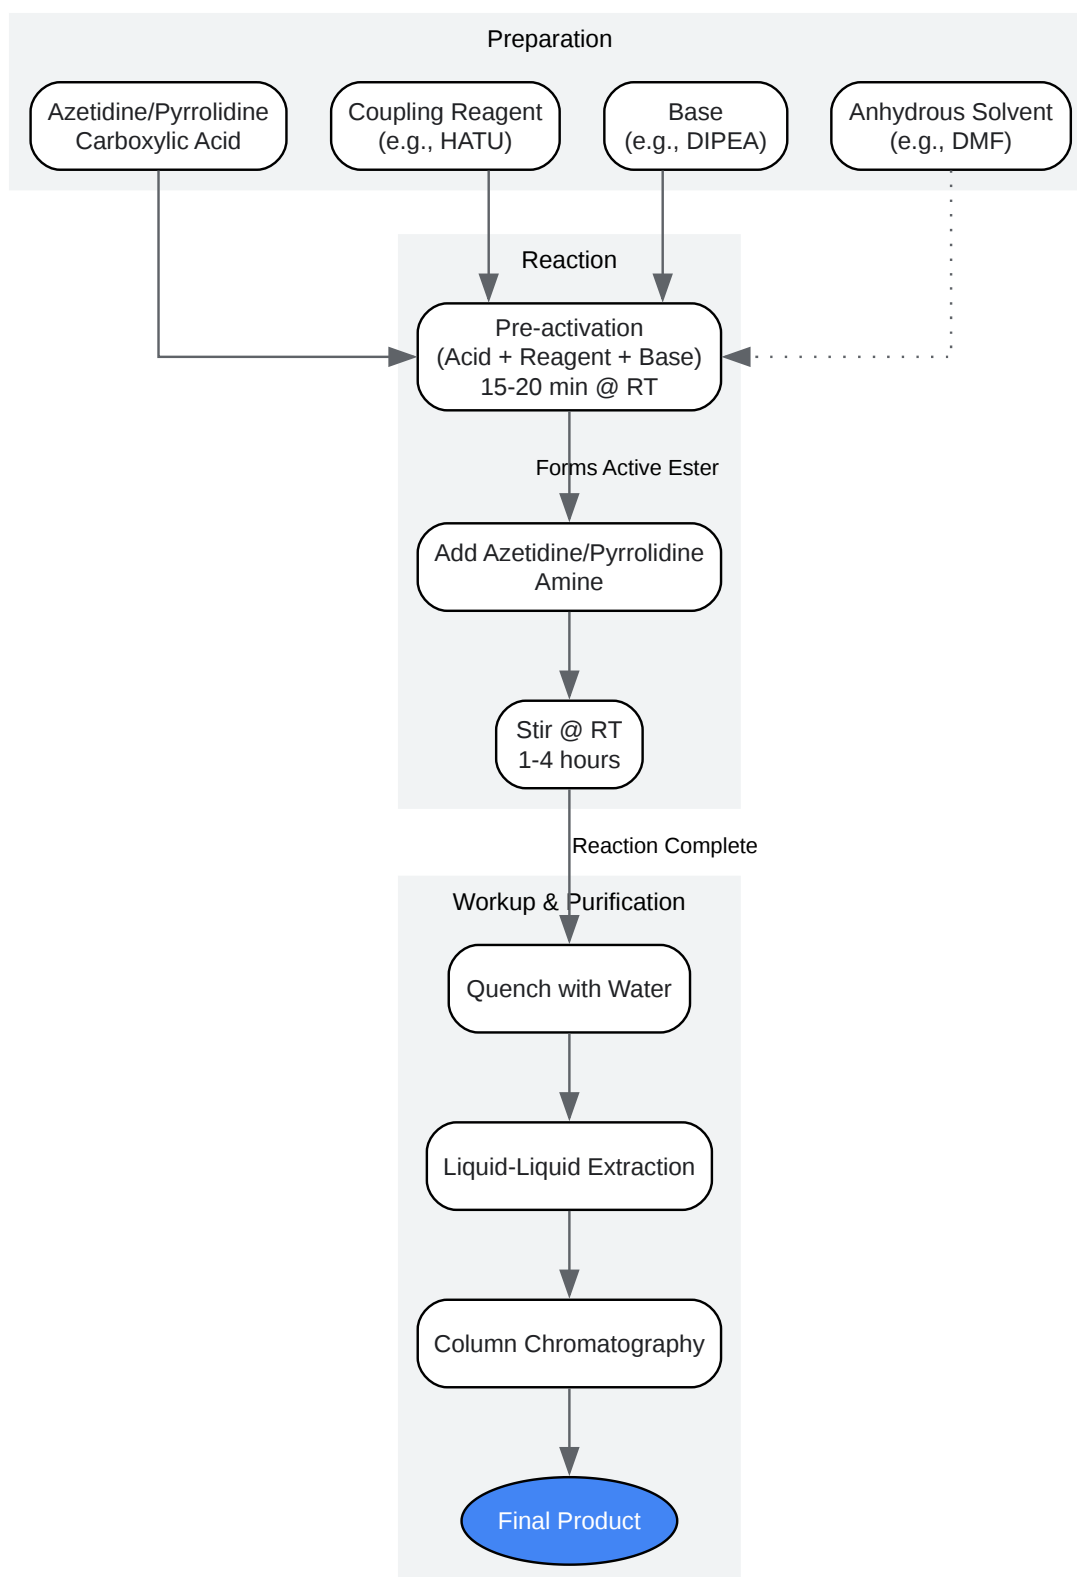 Preparation
Azetidine/Pyrrolidine
Carboxylic Acid
Coupling Reagent
(e.g., HATU)
Base
(e.g., DIPEA)
Anhydrous Solvent
(e.g., DMF)
Reaction
Pre-activation
(Acid + Reagent + Base)
15-20 min @ RT
Forms Active Ester
Add Azetidine/Pyrrolidine
Amine
Stir @ RT
1-4 hours
Reaction Complete
Workup & Purification
Quench with Water
Liquid-Liquid Extraction
Column Chromatography
Final Product